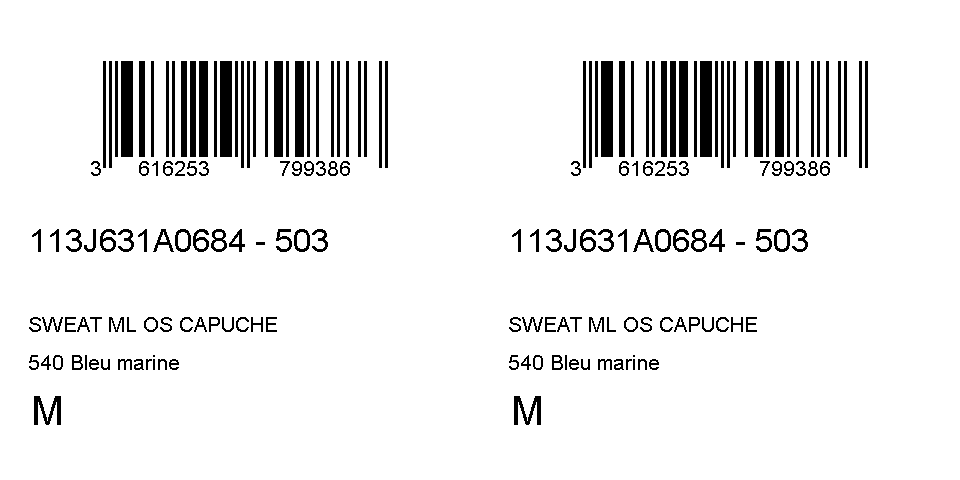 3 616253 799386
113J631A0684 - 503
SWEAT ML OS CAPUCHE
540 Bleu marine
M
3 616253 799386
113J631A0684 - 503
SWEAT ML OS CAPUCHE
540 Bleu marine
M